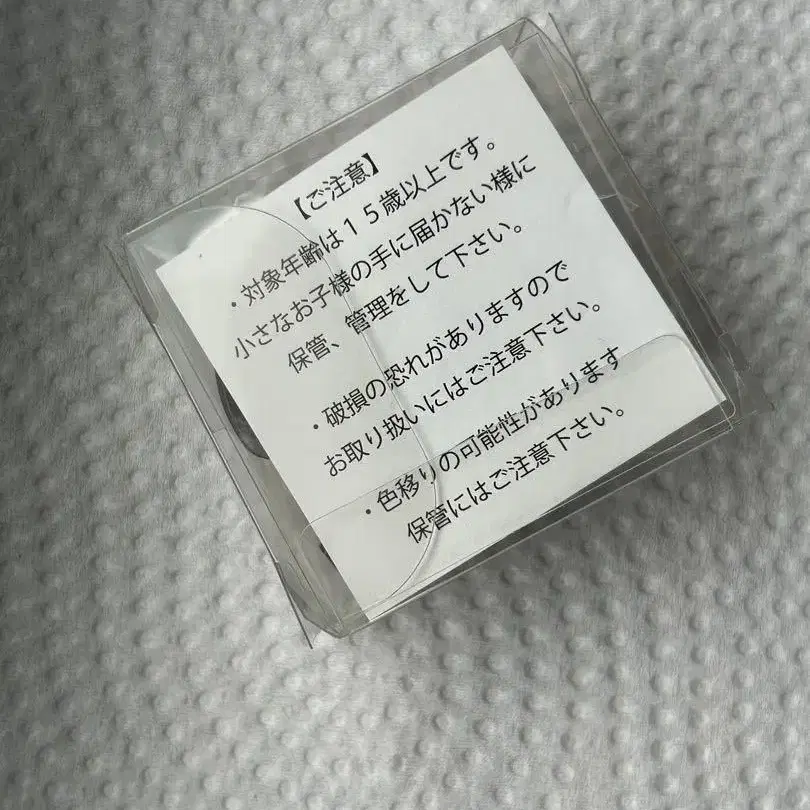 【ご注意】
・対象年齢は１５歳以上です。
小さなお子様の手に届かない様に
保管、管理をして下さい。
・破損の恐れがありますので
お取り扱いにはご注意下さい。
・色移りの可能性があります
保管にはご注意下さい。